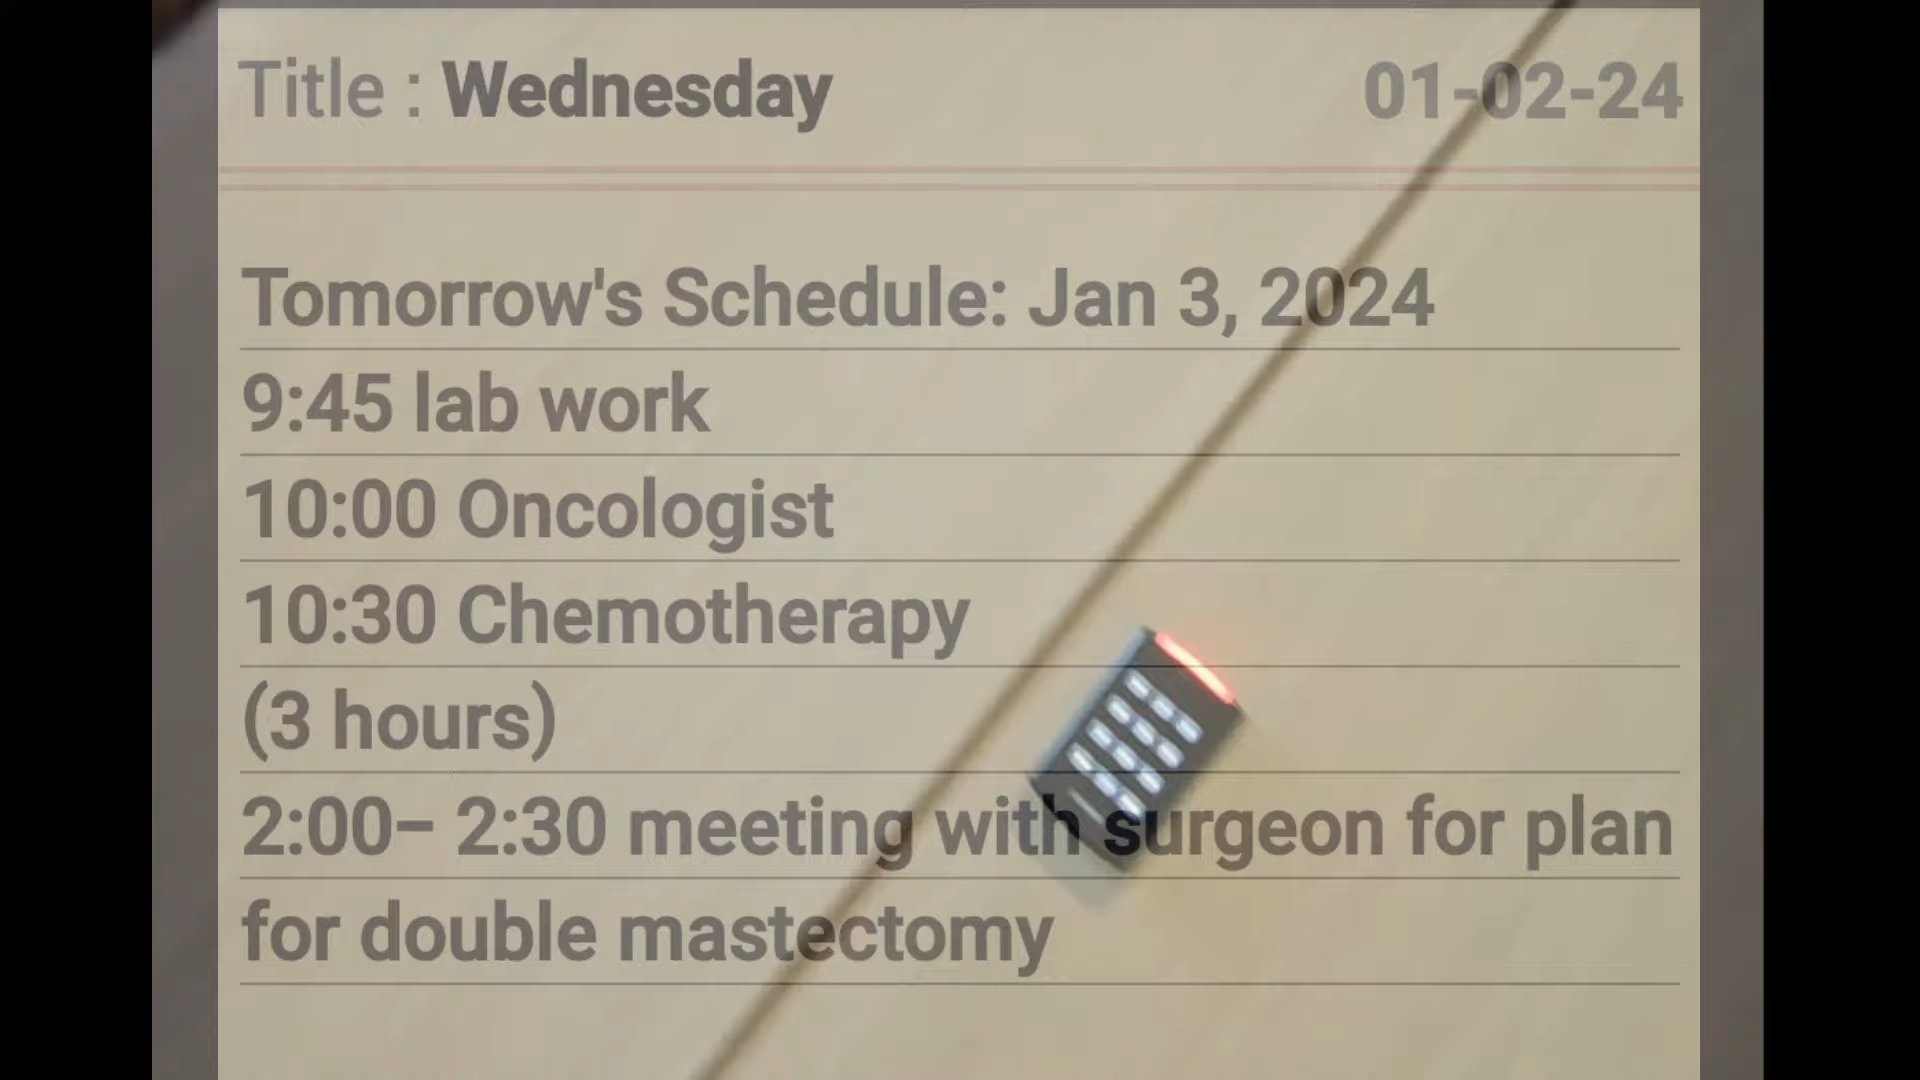 Title : Wednesday 01-02-24
Tomorrow's Schedule: Jan 3, 2024
9:45 lab work
10:00 Oncologist
10:30 Chemotherapy
(3 hours)
2:00– 2:30 meeting with surgeon for plan
for double mastectomy